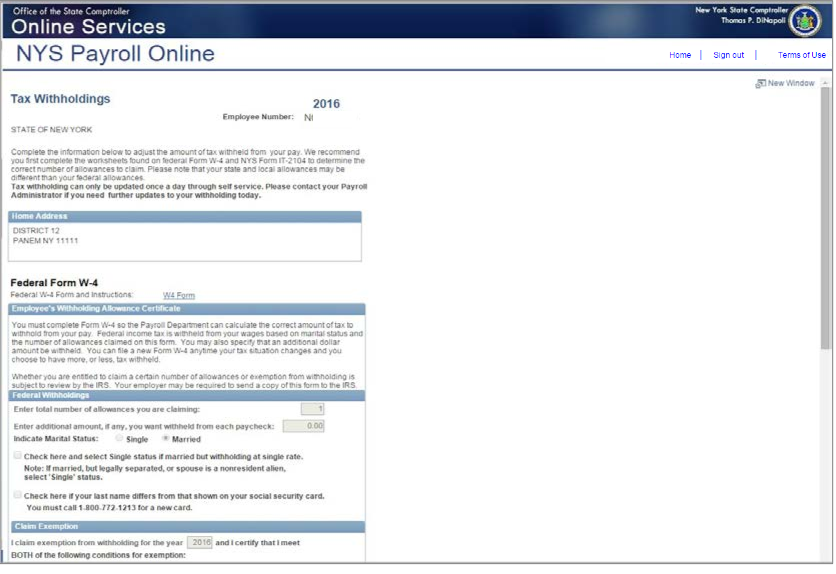 Office of the State Comptroller
Online Services
New York State Comptroller
Thomas P. DiNapoli
NYS Payroll Online
Home | Sign out | Terms of Use
New Window
Tax Withholdings
2016
Employee Number: NI
STATE OF NEW YORK
Complete the information below to adjust the amount of tax withheld from your pay. We recommend
you first complete the worksheets found on federal Form W-4 and NYS Form IT-2104 to determine the
correct number of allowances to claim. Please note that your state and local allowances may be
different than your federal allowances.
Tax withholding can only be updated once a day through self service. Please contact your Payroll
Administrator if you need further updates to your withholding today.
Home Address
DISTRICT 12
PANEM NY 11111
Federal Form W-4
Federal W-4 Form and Instructions: W4 Form
Employee's Withholding Allowance Certificate
You must complete Form W-4 so the Payroll Department can calculate the correct amount of tax to
withhold from your pay. Federal income tax is withheld from your wages based on marital status and
the number of allowances claimed on this form. You may also specify that an additional dollar
amount be withheld. You can file a new Form W-4 anytime your tax situation changes and you
choose to have more, or less, tax withheld.
Whether you are entitled to claim a certain number of allowances or exemption from withholding is
subject to review by the IRS. Your employer may be required to send a copy of this form to the IRS.
Federal Withholdings
Enter total number of allowances you are claiming: 1
Enter additional amount, if any, you want withheld from each paycheck: 0.00
Indicate Marital Status: Single Married
Check here and select Single status if married but withholding at single rate.
Note: If married, but legally separated, or spouse is a nonresident alien,
select 'Single' status.
Check here if your last name differs from that shown on your social security card.
You must call 1-800-772-1213 for a new card.
Claim Exemption
I claim exemption from withholding for the year 2016 and I certify that I meet
BOTH of the following conditions for exemption: